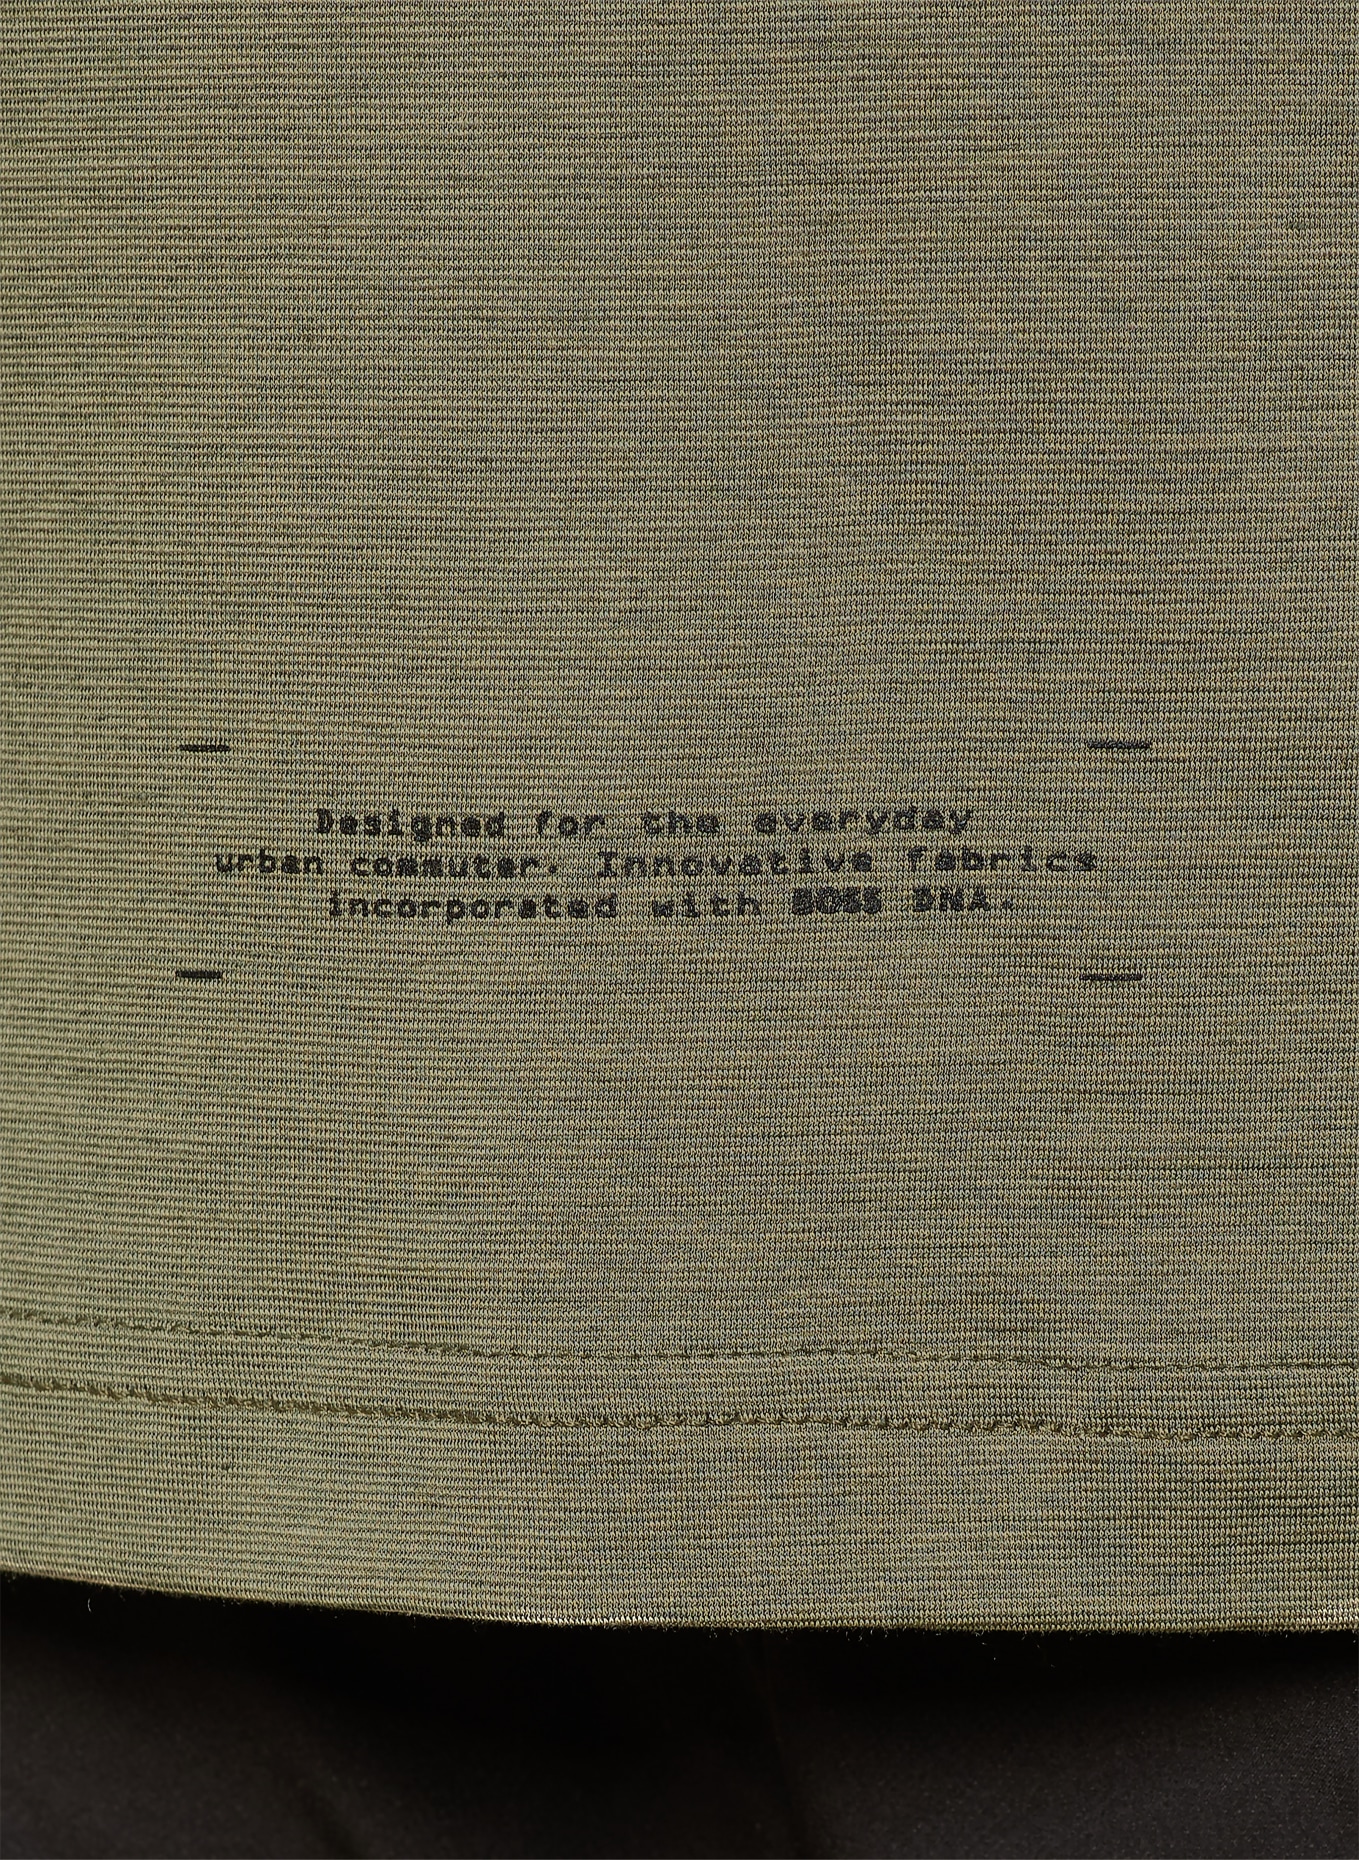 Designed for the everyday
urban commuter. Innovative fabrics
incorporated with BOSS DNA.